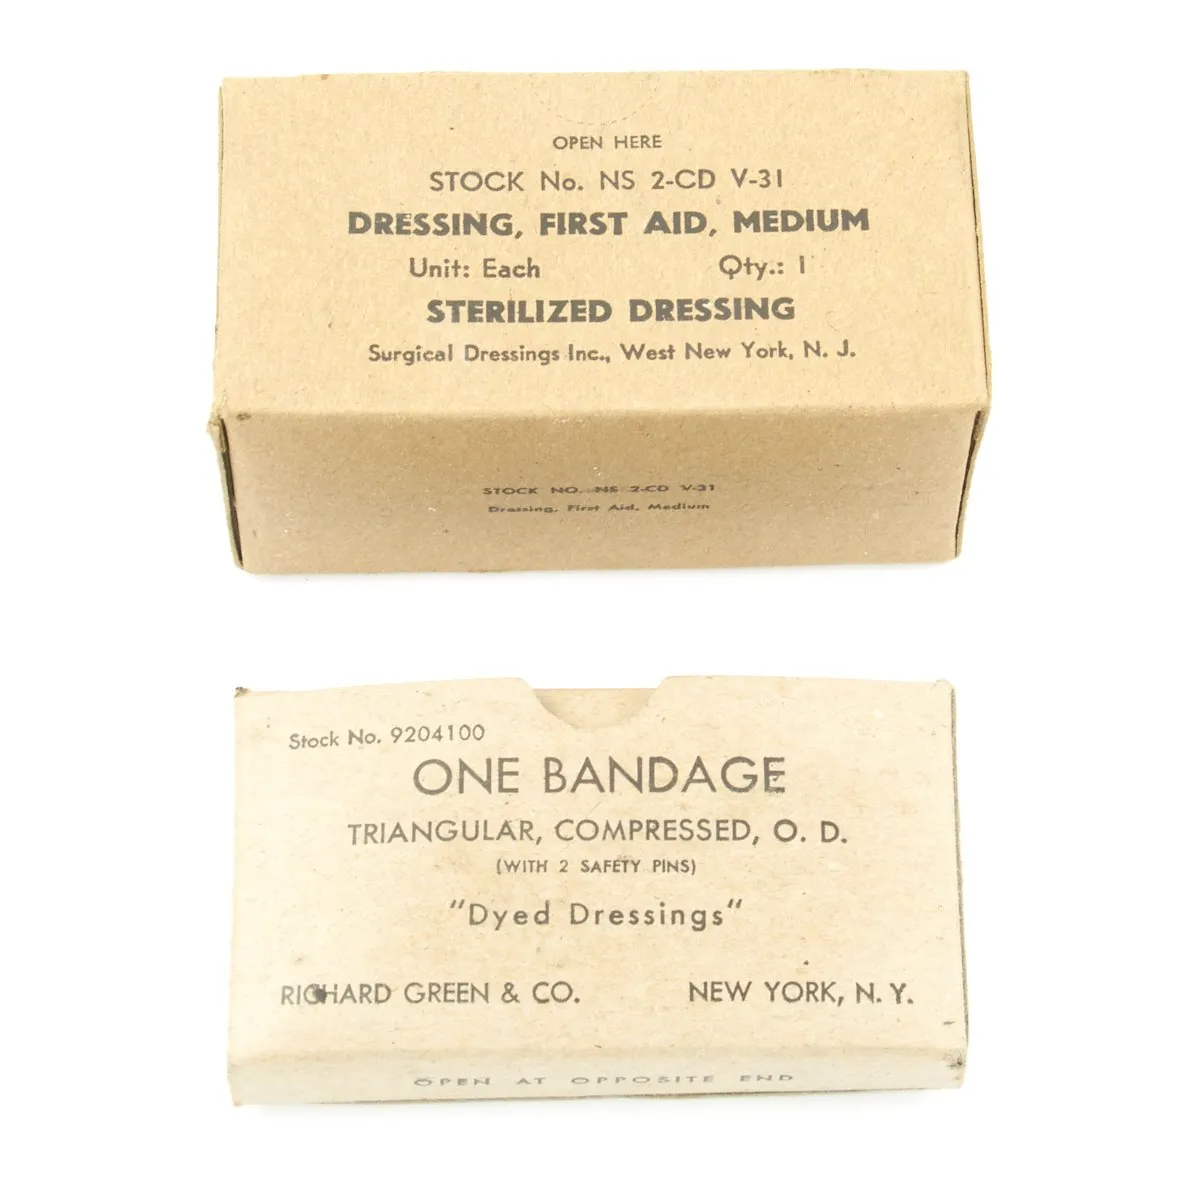 OPEN HERE
STOCK No. NS 2-CD V-31
DRESSING, FIRST AID, MEDIUM
Unit: Each Qty.: 1
STERILIZED DRESSING
Surgical Dressings Inc., West New York, N. J.
STOCK NO. NS 2-CD V-31
Dressing, First Aid, Medium
Stock No. 9204100
ONE BANDAGE
TRIANGULAR, COMPRESSED, O. D.
(WITH 2 SAFETY PINS)
"Dyed Dressings"
RICHARD GREEN & CO. NEW YORK, N. Y.
OPEN AT OPPOSITE END